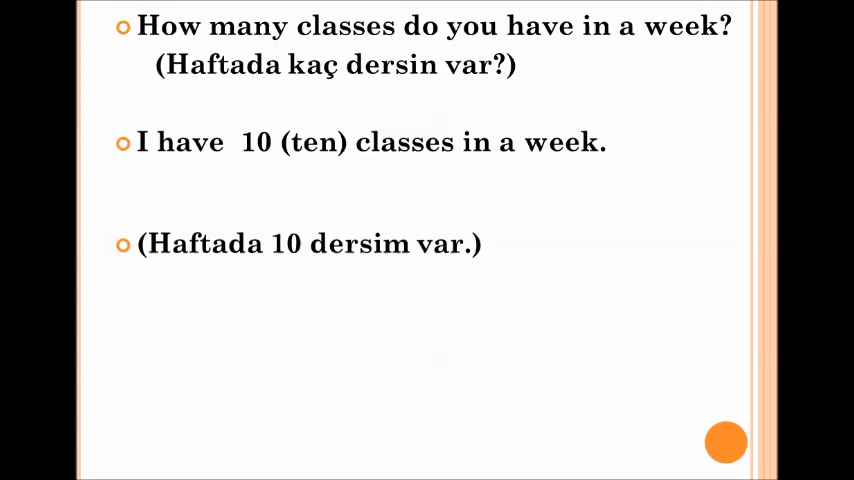 How many classes do you have in a week?
(Haftada kaç dersin var?)
I have 10 (ten) classes in a week.
(Haftada 10 dersim var.)